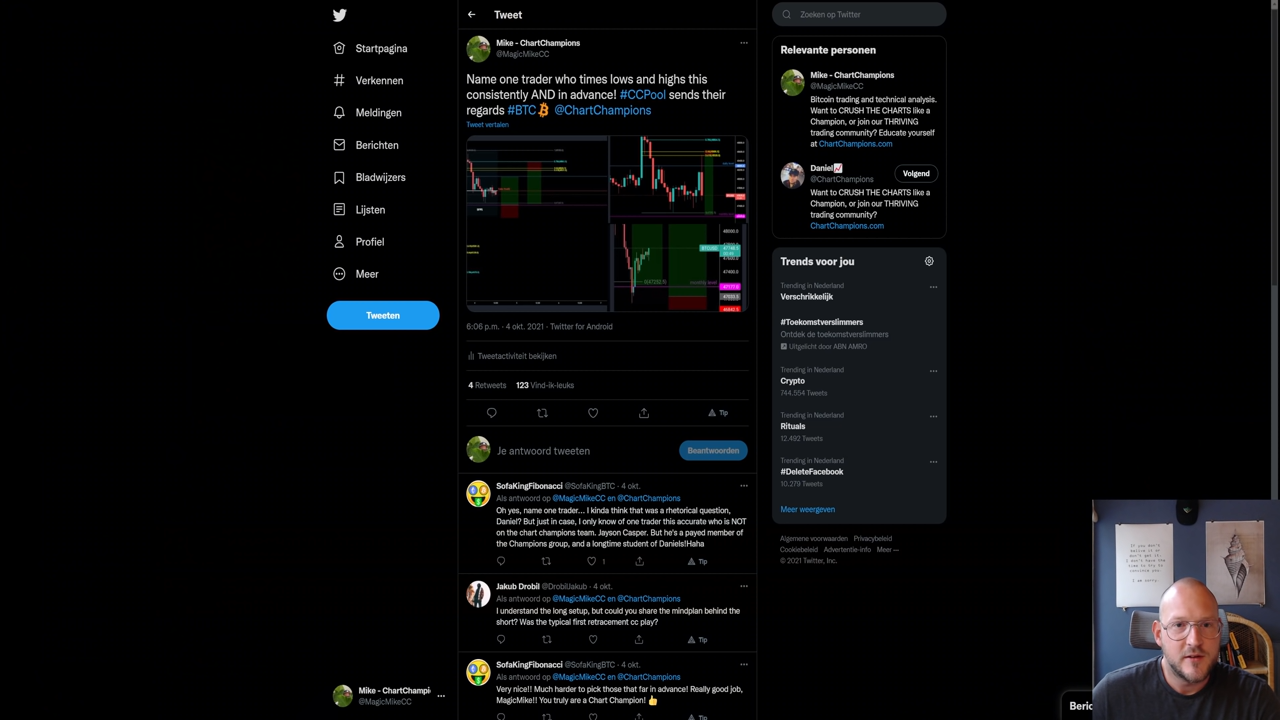 Tweet
Startpagina
Verkennen
Meldingen
Berichten
Bladwijzers
Lijsten
Profiel
Meer
Tweeten
Mike - ChartChampi
@MagicMikeCC
Mike - ChartChampions
@MagicMikeCC
Name one trader who times lows and highs this
consistently AND in advance! #CCPool sends their
regards #BTC @ChartChampions
Tweet vertalen
6:06 p.m. · 4 okt. 2021 · Twitter for Android
Tweetactiviteit bekijken
4 Retweets 123 Vind-ik-leuks
Tip
Je antwoord tweeten
Beantwoorden
SofaKingFibonacci @SofaKingBTC · 4 okt.
Als antwoord op @MagicMikeCC en @ChartChampions
Oh yes, name one trader... I kinda think that was a rhetorical question,
Daniel? But just in case, I only know of one trader this accurate who is NOT
on the chart champions team. Jayson Casper. But he's a payed member of
the Champions group, and a longtime student of Daniels!Haha
1 Tip
Jakub Drobil @DrobilJakub · 4 okt.
Als antwoord op @MagicMikeCC en @ChartChampions
I understand the long setup, but could you share the mindplan behind the
short? Was the typical first retracement cc play?
Tip
SofaKingFibonacci @SofaKingBTC · 4 okt.
Als antwoord op @MagicMikeCC en @ChartChampions
Very nice!! Much harder to pick those that far in advance! Really good job,
MagicMike!! You truly are a Chart Champion!
Tip
Zoeken op Twitter
Relevante personen
Mike - ChartChampions
@MagicMikeCC
Bitcoin trading and technical analysis.
Want to CRUSH THE CHARTS like a
Champion, or join our THRIVING
trading community? Educate yourself
at ChartChampions.com
Daniel
@ChartChampions
Volgend
Want to CRUSH THE CHARTS like a
Champion, or join our THRIVING
trading community?
ChartChampions.com
Trends voor jou
Trending in Nederland
Verschrikkelijk
#Toekomstverslimmers
Ontdek de toekomstverslimmers
Uitgelicht door ABN AMRO
Trending in Nederland
Crypto
744.554 Tweets
Trending in Nederland
Rituals
12.492 Tweets
Trending in Nederland
#DeleteFacebook
10.279 Tweets
Meer weergeven
Algemene voorwaarden Privacybeleid
Cookiebeleid Advertentie-info Meer
© 2021 Twitter, Inc.
Beric